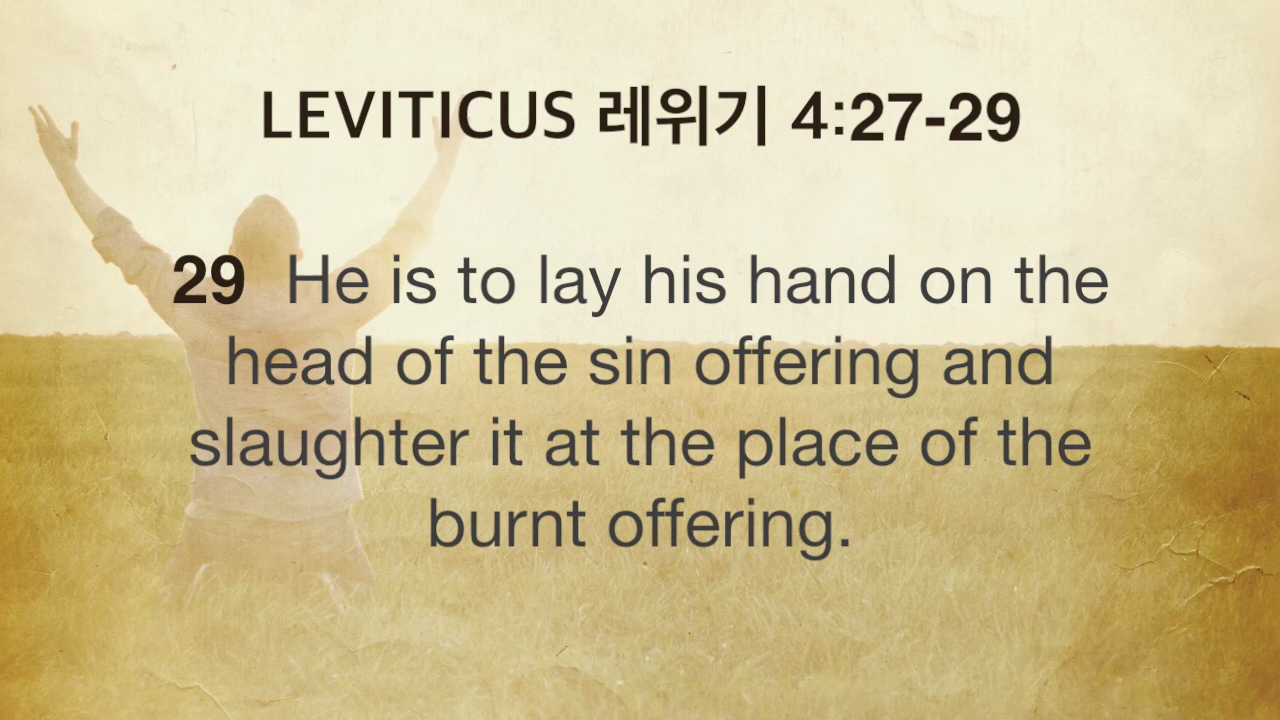 LEVITICUS 레위기 4:27-29
29 He is to lay his hand on the
head of the sin offering and
slaughter it at the place of the
burnt offering.